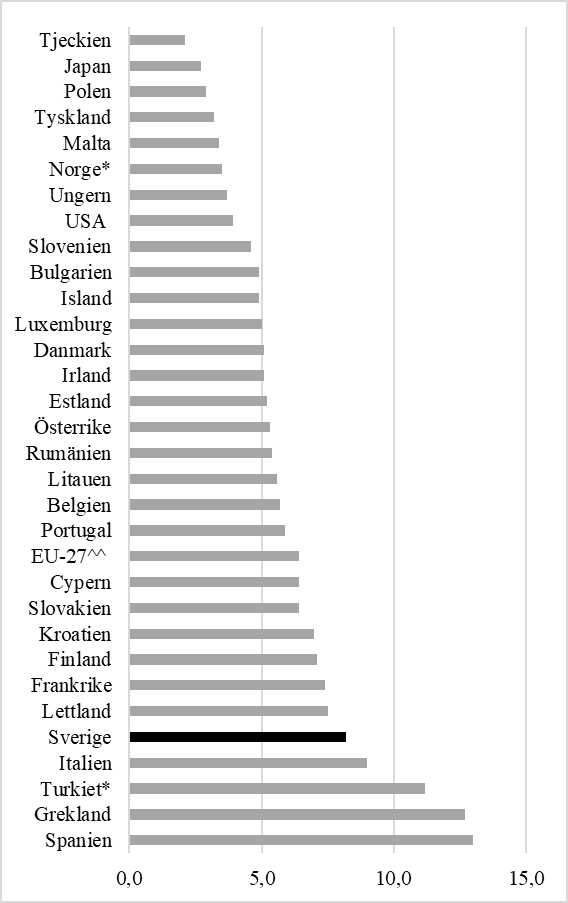 Tjeckien
Japan
Polen
Tyskland
Malta
Norge*
Ungern
USA
Slovenien
Bulgarien
Island
Luxemburg
Danmark
Irland
Estland
Österrike
Rumänien
Litauen
Belgien
Portugal
EU-27^^
Cypern
Slovakien
Kroatien
Finland
Frankrike
Lettland
Sverige
Italien
Turkiet*
Grekland
Spanien
0,0 5,0 10,0 15,0